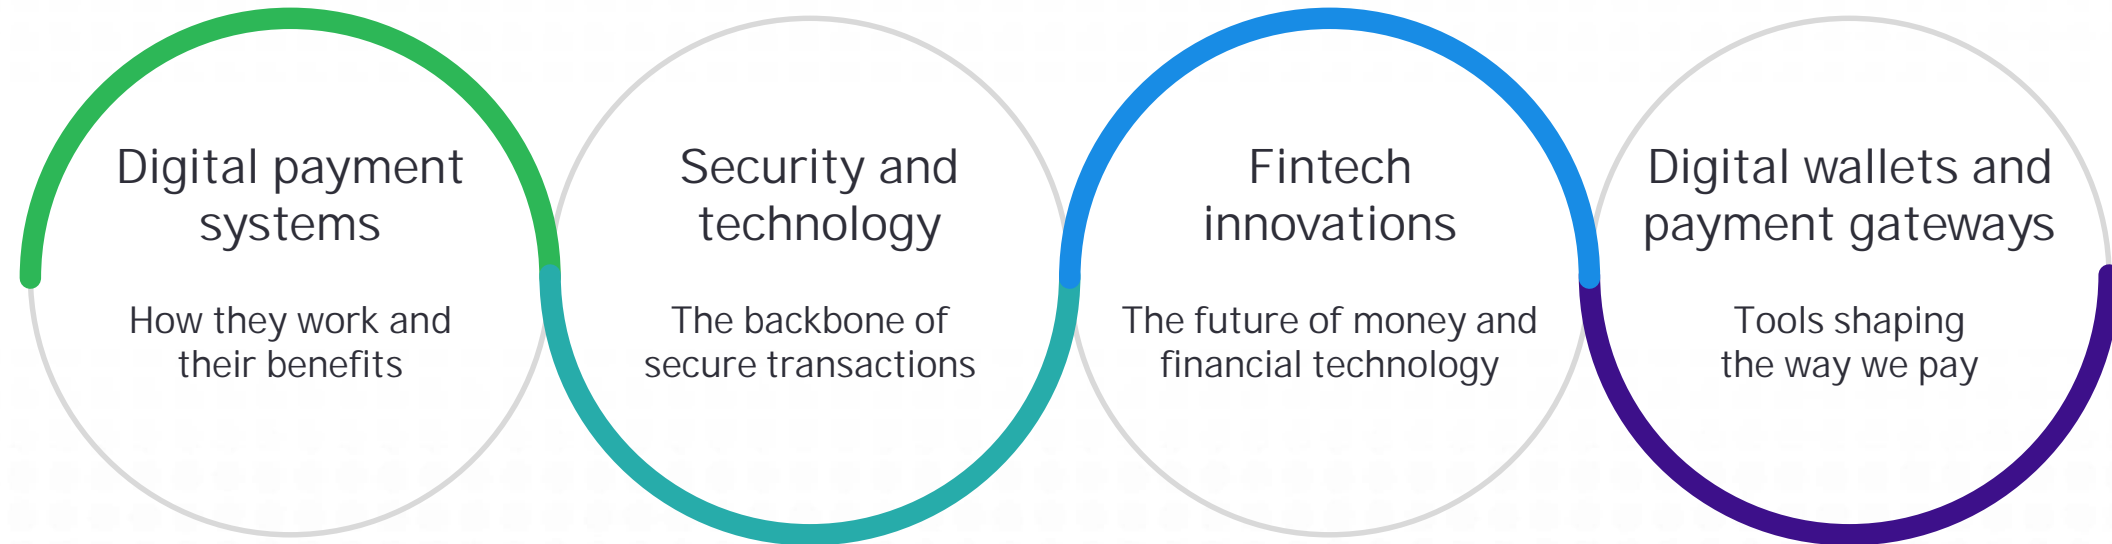 Digital payment
systems
How they work and
their benefits
Security and
technology
The backbone of
secure transactions
Fintech
innovations
The future of money and
financial technology
Digital wallets and
payment gateways
Tools shaping
the way we pay